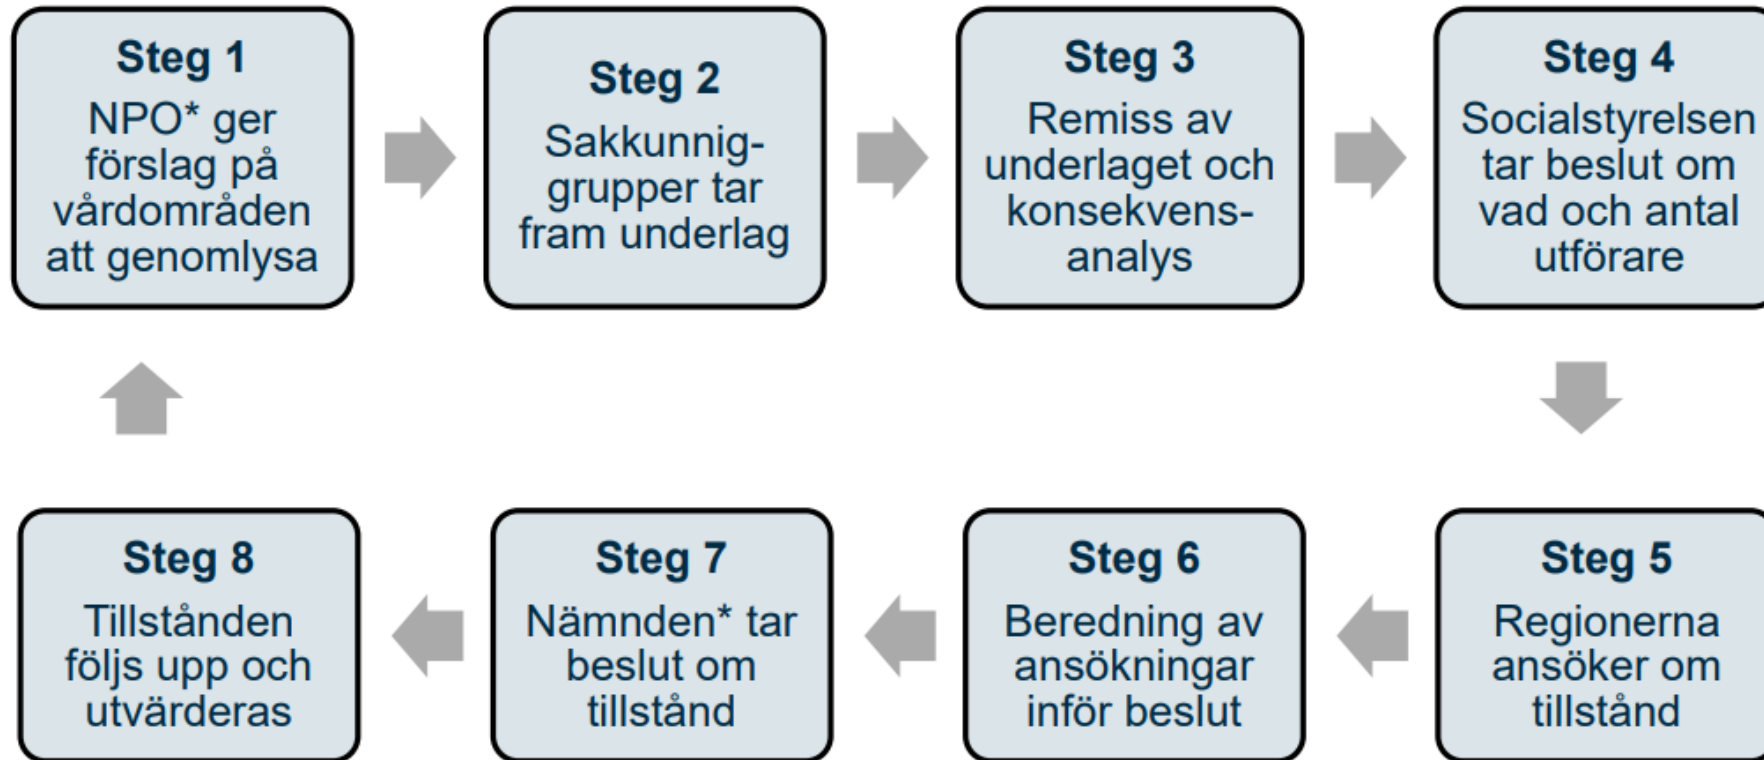 Steg 1
NPO* ger
förslag på
vårdområden
att genomlysa
Steg 2
Sakkunnig-
grupper tar
fram underlag
Steg 3
Remiss av
underlaget och
konsekvens-
analys
Steg 4
Socialstyrelsen
tar beslut om
vad och antal
utförare
Steg 5
Regionerna
ansöker om
tillstånd
Steg 6
Beredning av
ansökningar
inför beslut
Steg 7
Nämnden* tar
beslut om
tillstånd
Steg 8
Tillstånden
följs upp och
utvärderas